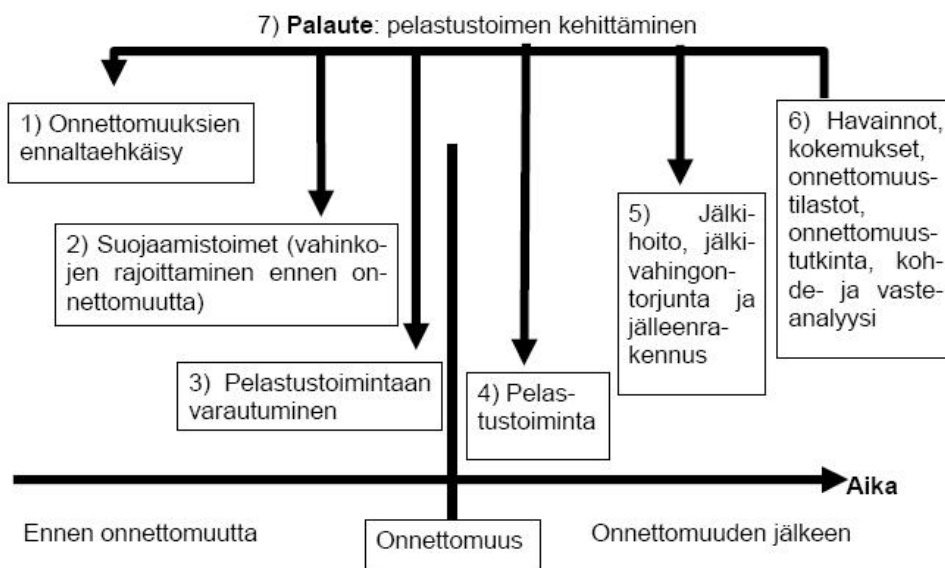 7) Palaute: pelastustoimen kehittäminen
1) Onnettomuuksien
ennaltaehkäisy
2) Suojaamistoimet (vahinko-
jen rajoittaminen ennen on-
nettomuutta)
3) Pelastustoimintaan
varautuminen
4) Pelas-
tustoiminta
5) Jälki-
hoito, jälki-
vahingon-
torjunta ja
jälleenra-
kennus
6) Havainnot,
kokemukset,
onnettomuus-
tilastot,
onnettomuus-
tutkinta, koh-
de- ja vaste-
analyysi
Aika
Ennen onnettomuutta
Onnettomuus
Onnettomuuden jälkeen